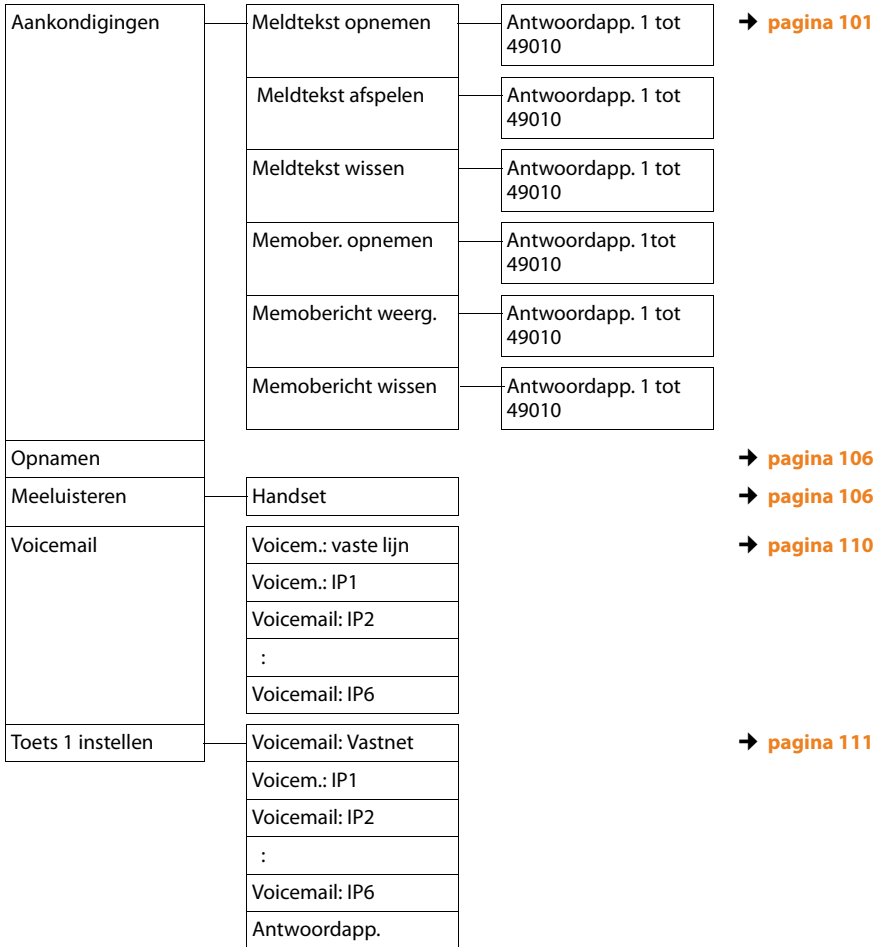 Aankondigingen Meldtekst opnemen Antwoordapp. 1 tot 49010 → pagina 101
Meldtekst afspelen Antwoordapp. 1 tot 49010
Meldtekst wissen Antwoordapp. 1 tot 49010
Memober. opnemen Antwoordapp. 1tot 49010
Memobericht weerg. Antwoordapp. 1 tot 49010
Memobericht wissen Antwoordapp. 1 tot 49010
Opnamen → pagina 106
Meeluisteren Handset → pagina 106
Voicemail Voicem.: vaste lijn → pagina 110
Voicem.: IP1
Voicemail: IP2
:
Voicemail: IP6
Toets 1 instellen Voicemail: Vastnet → pagina 111
Voicem.: IP1
Voicemail: IP2
:
Voicemail: IP6
Antwoordapp.